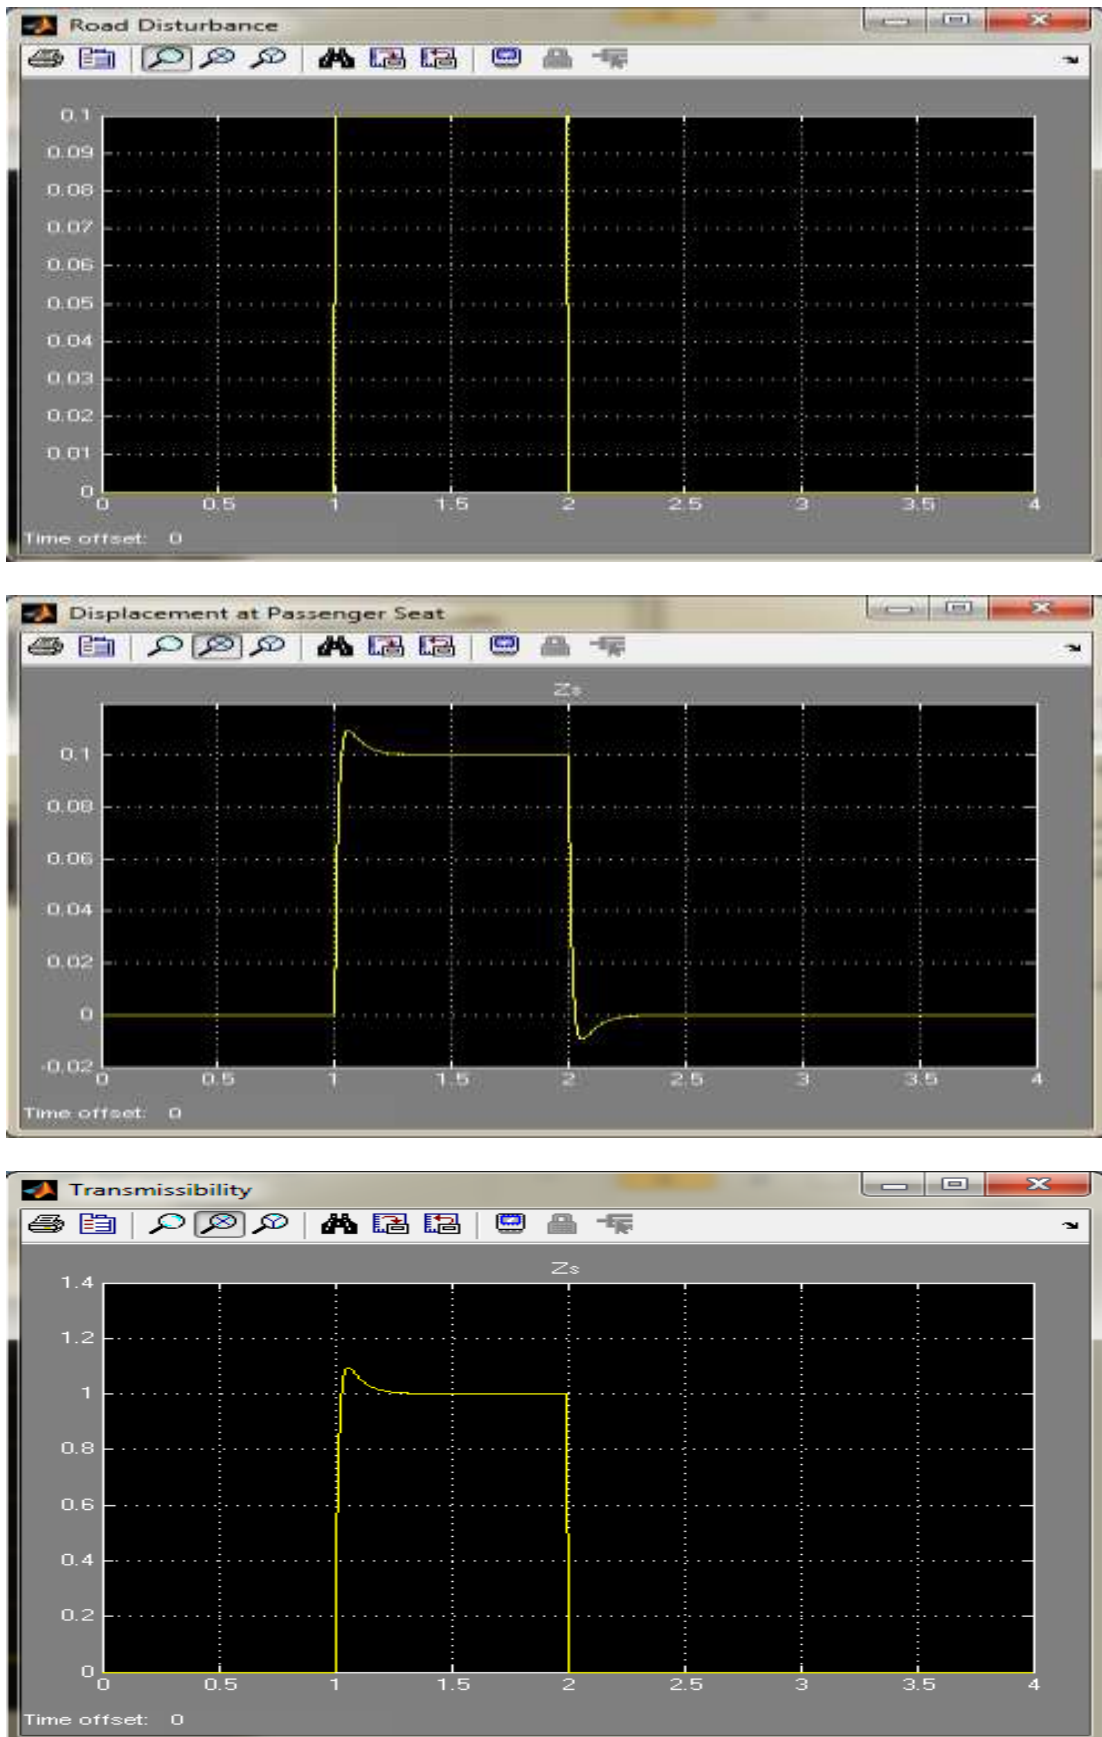 Road Disturbance
0.1
0.09
0.08
0.07
0.06
0.05
0.04
0.03
0.02
0.01
0
0 0.5 1 1.5 2 2.5 3 3.5 4
Time offset: 0
Displacement at Passenger Seat
Zs
0.1
0.08
0.06
0.04
0.02
0
-0.02
0 0.5 1 1.5 2 2.5 3 3.5 4
Time offset: 0
Transmissibility
Zs
1.4
1.2
1
0.8
0.6
0.4
0.2
0
0 0.5 1 1.5 2 2.5 3 3.5 4
Time offset: 0